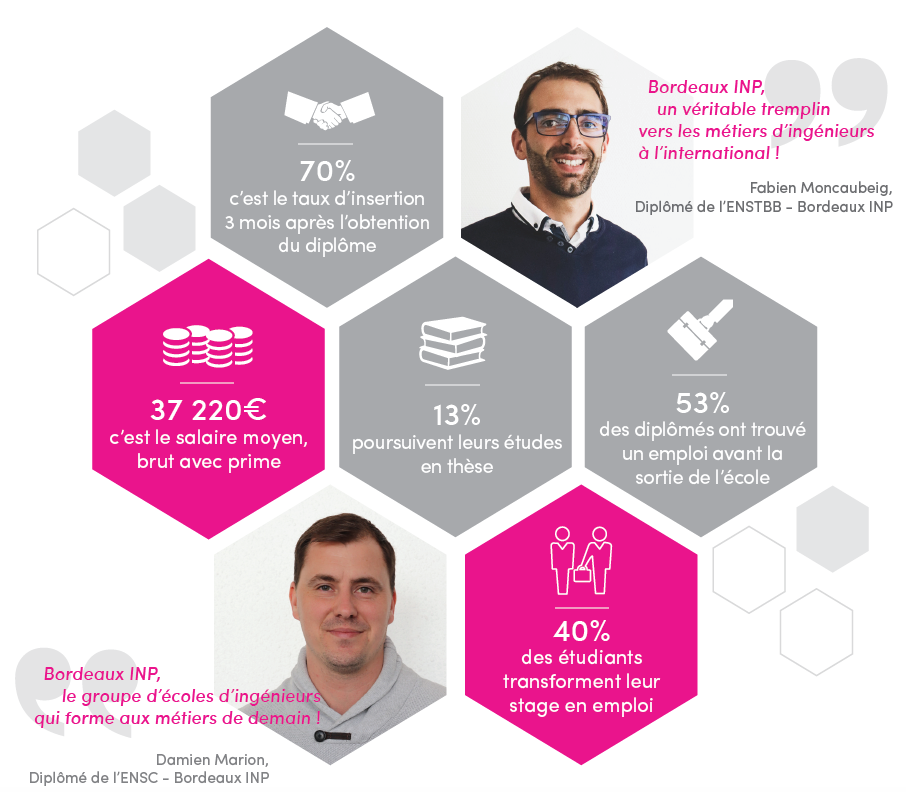 70%
c'est le taux d'insertion
3 mois après l'obtention
du diplôme
Bordeaux INP,
un véritable tremplin
vers les métiers d'ingénieurs
à l'international !
Fabien Moncaubeig,
Diplômé de l'ENSTBB - Bordeaux INP
37 220€
c'est le salaire moyen,
brut avec prime
13%
poursuivent leurs études
en thèse
53%
des diplômés ont trouvé
un emploi avant la
sortie de l'école
Bordeaux INP,
le groupe d'écoles d'ingénieurs
qui forme aux métiers de demain !
Damien Marion,
Diplômé de l'ENSC - Bordeaux INP
40%
des étudiants
transforment leur
stage en emploi